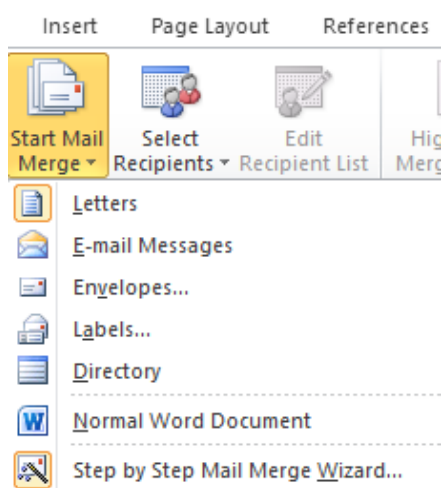 Insert Page Layout References
Start Mail Select Edit
Merge Recipients Recipient List
Letters
E-mail Messages
Envelopes...
Labels...
Directory
Normal Word Document
Step by Step Mail Merge Wizard...